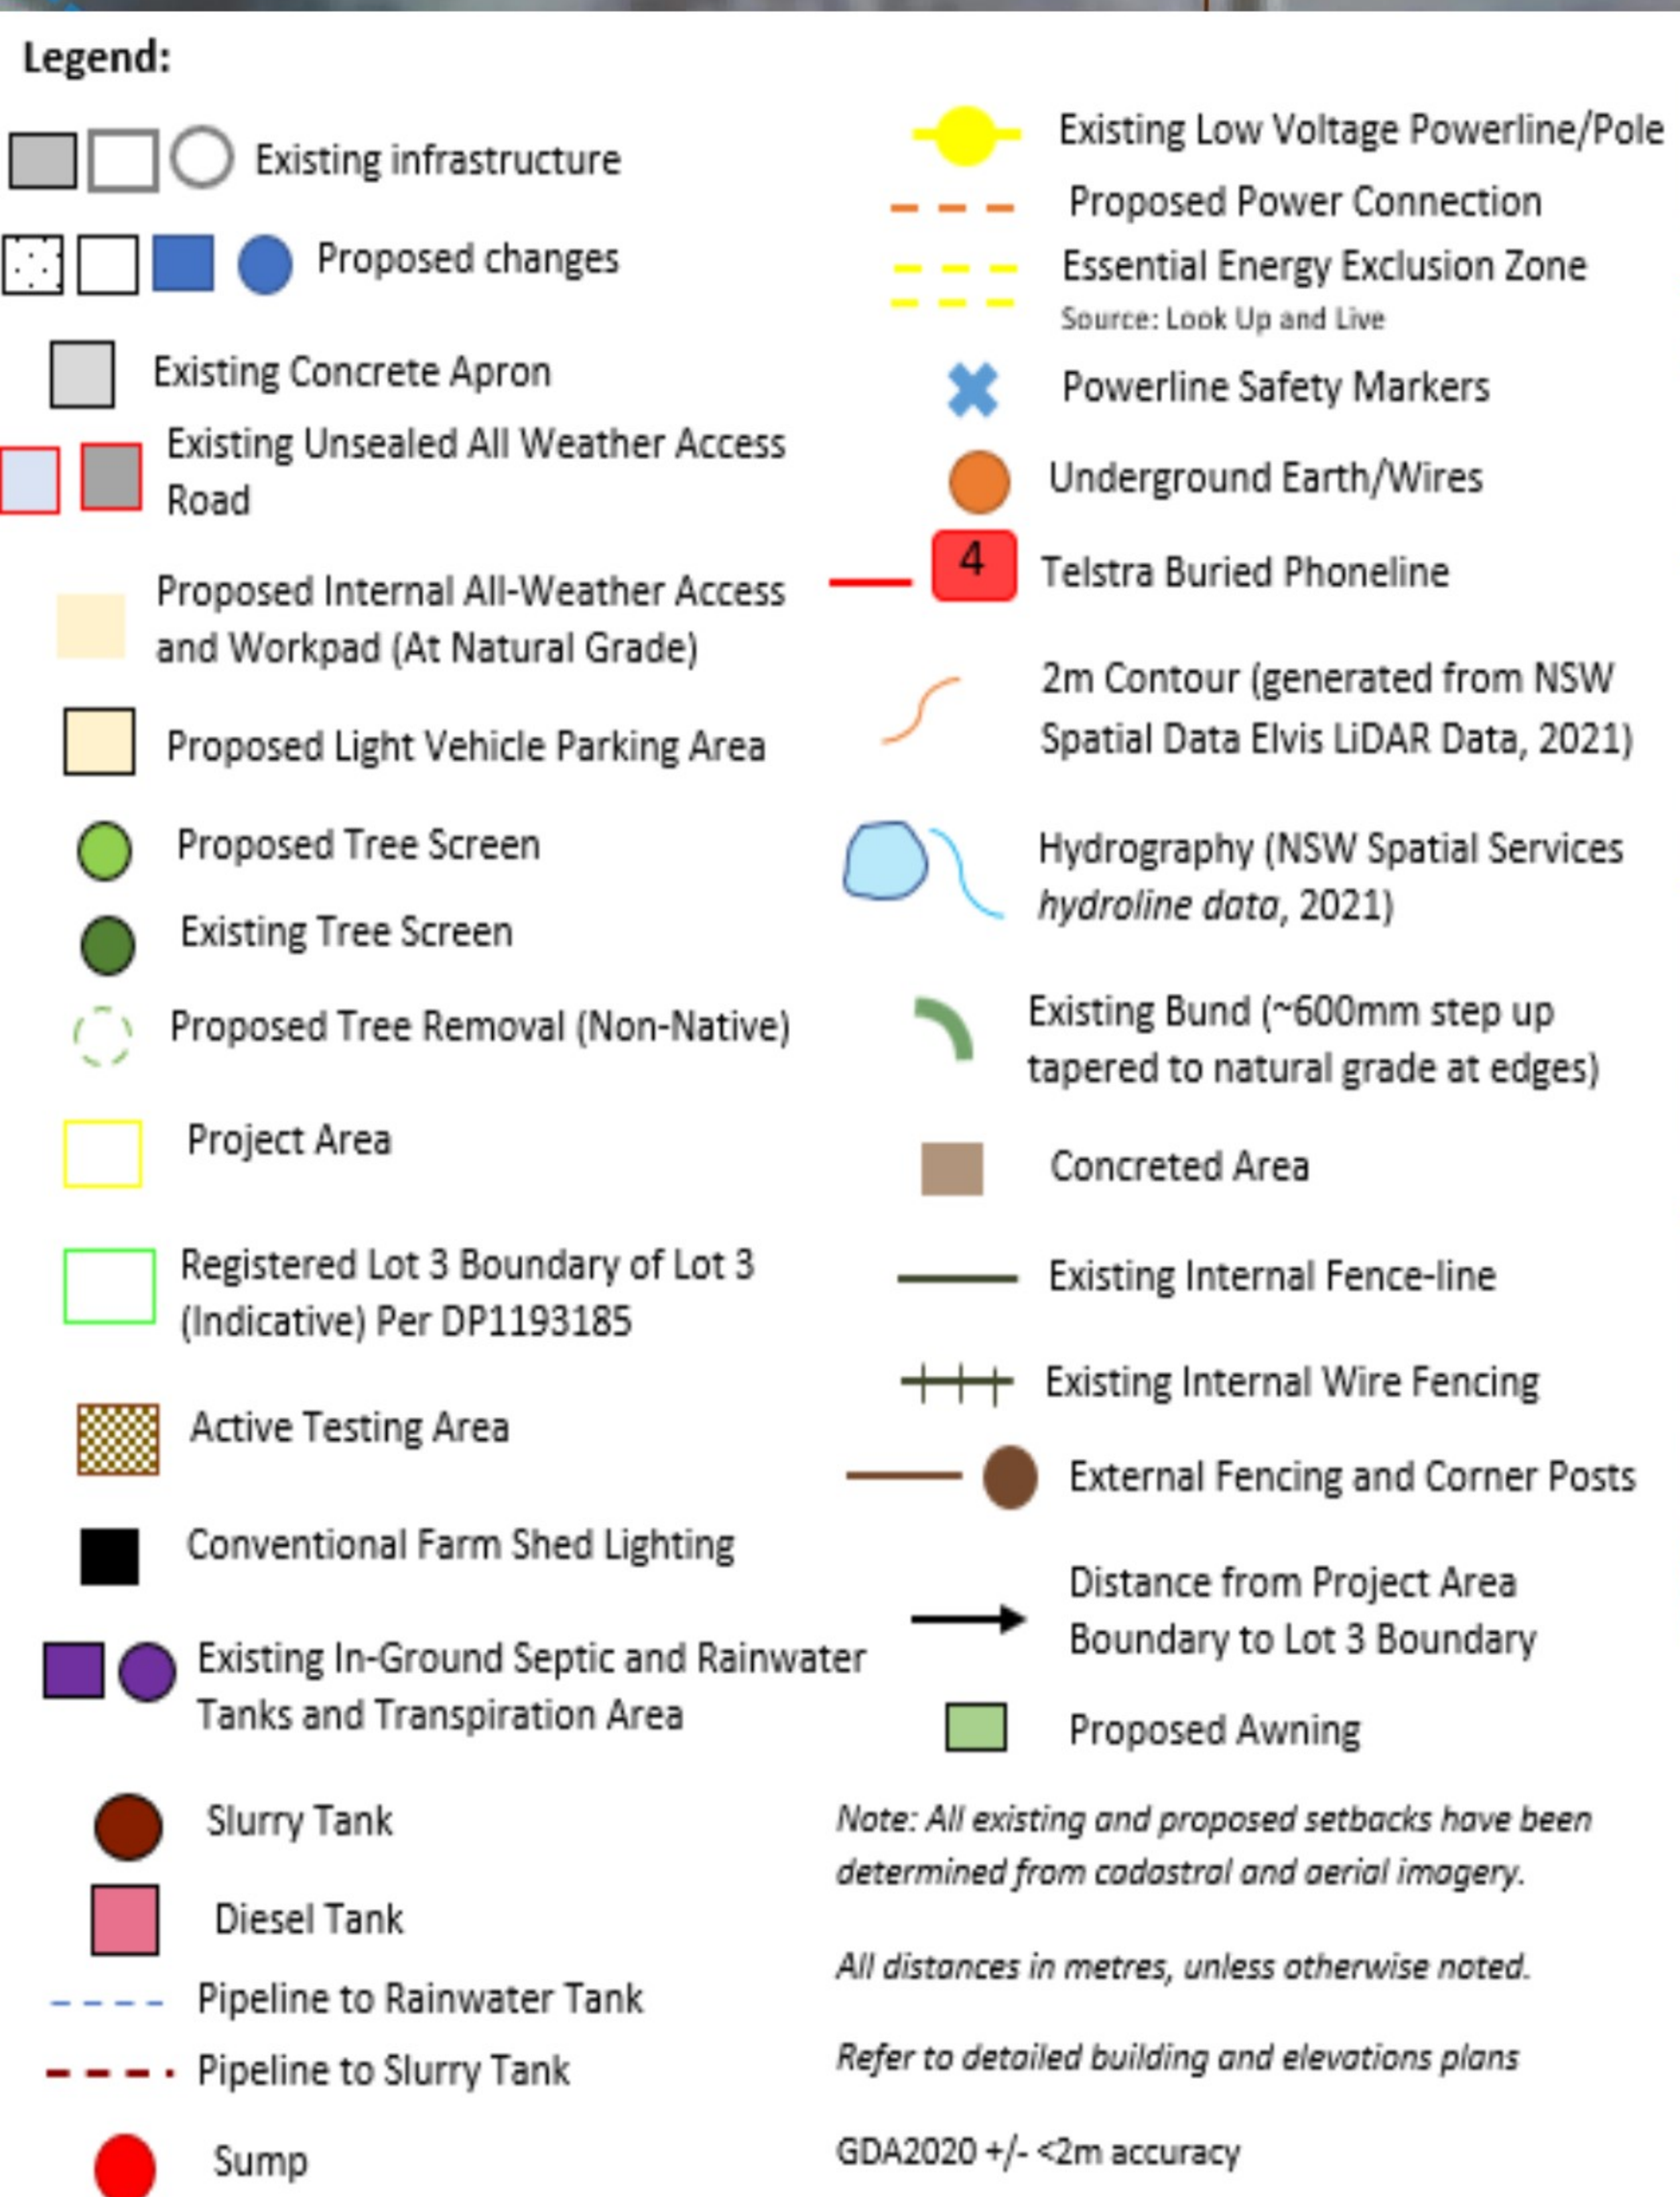 Legend:
Existing infrastructure
Proposed changes
Existing Concrete Apron
Existing Unsealed All Weather Access
Road
Proposed Internal All-Weather Access
and Workpad (At Natural Grade)
Proposed Light Vehicle Parking Area
Proposed Tree Screen
Existing Tree Screen
Proposed Tree Removal (Non-Native)
Project Area
Registered Lot 3 Boundary of Lot 3
(Indicative) Per DP1193185
Active Testing Area
Conventional Farm Shed Lighting
Existing In-Ground Septic and Rainwater
Tanks and Transpiration Area
Slurry Tank
Diesel Tank
Pipeline to Rainwater Tank
Pipeline to Slurry Tank
Sump
Existing Low Voltage Powerline/Pole
Proposed Power Connection
Essential Energy Exclusion Zone
Source: Look Up and Live
Powerline Safety Markers
Underground Earth/Wires
4 Telstra Buried Phoneline
2m Contour (generated from NSW
Spatial Data Elvis LiDAR Data, 2021)
Hydrography (NSW Spatial Services
hydroline data, 2021)
Existing Bund (~600mm step up
tapered to natural grade at edges)
Concreted Area
Existing Internal Fence-line
Existing Internal Wire Fencing
External Fencing and Corner Posts
Distance from Project Area
Boundary to Lot 3 Boundary
Proposed Awning
Note: All existing and proposed setbacks have been
determined from cadastral and aerial imagery.
All distances in metres, unless otherwise noted.
Refer to detailed building and elevations plans
GDA2020 +/- <2m accuracy